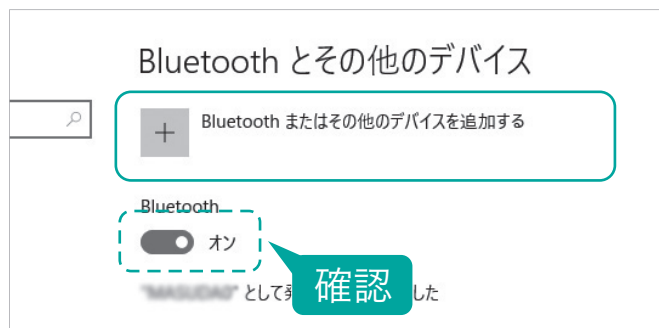 Bluetooth とその他のデバイス
Bluetooth またはその他のデバイスを追加する
Bluetooth
オン
として
確認
した